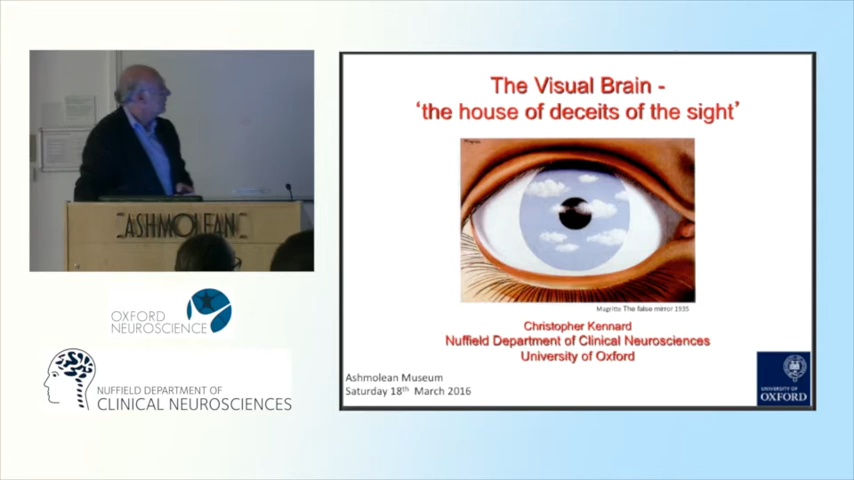 ASHMOLEAN
OXFORD
NEUROSCIENCE
NUFFIELD DEPARTMENT OF
CLINICAL NEUROSCIENCES
The Visual Brain -
‘the house of deceits of the sight’
Magritte
Magritte The false mirror 1935
Christopher Kennard
Nuffield Department of Clinical Neurosciences
University of Oxford
Ashmolean Museum
Saturday 18th March 2016
UNIVERSITY OF
OXFORD